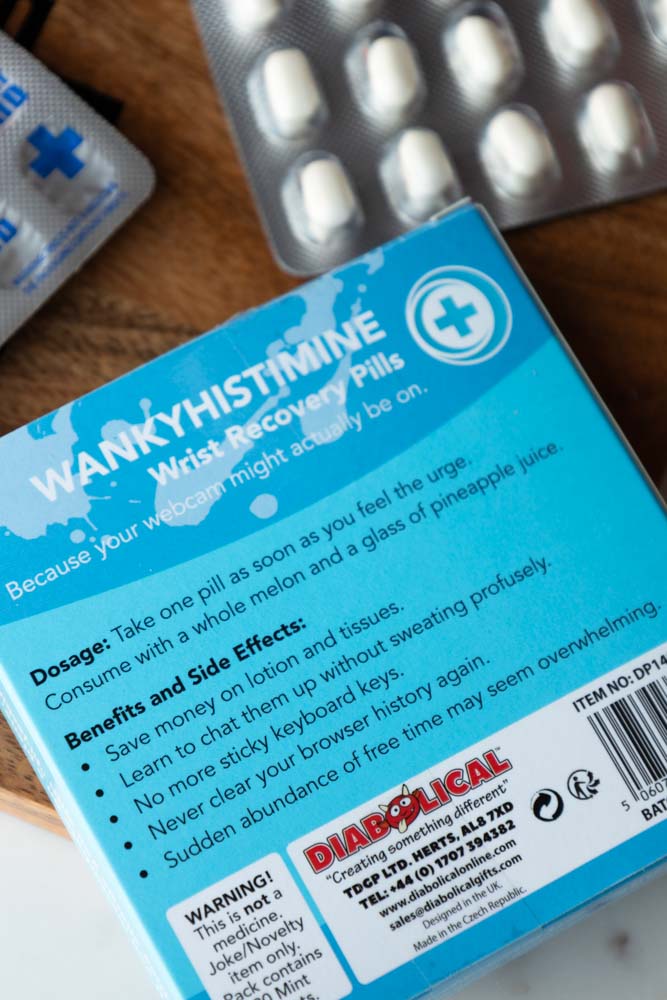 WANKYHISTIMINE
Wrist Recovery Pills
Because your webcam might actually be on.
Dosage: Take one pill as soon as you feel the urge.
Consume with a whole melon and a glass of pineapple juice.
Benefits and Side Effects:
• Save money on lotion and tissues.
• Learn to chat them up without sweating profusely.
• No more sticky keyboard keys.
• Never clear your browser history again.
• Sudden abundance of free time may seem overwhelming.
WARNING!
This is not a
medicine.
Joke/Novelty
item only.
Pack contains
Mint
DIABOLICAL™
"Creating something different"
TDGP LTD. HERTS, AL8 7XD
TEL: +44 (0) 1707 394382
www.diabolicalonline.com
sales@diabolicalgifts.com
Designed in the UK.
Made in the Czech Republic.
ITEM NO: